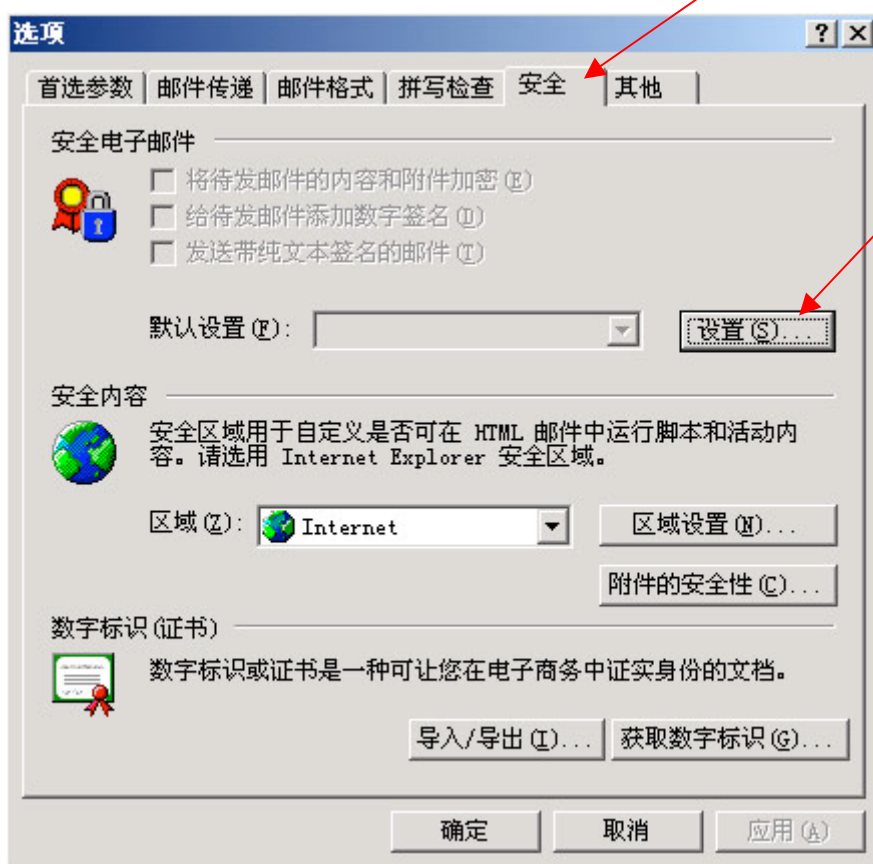 选项
首选参数 邮件传递 邮件格式 拼写检查 安全 其他
安全电子邮件
将待发邮件的内容和附件加密(E)
给待发邮件添加数字签名(D)
发送带纯文本签名的邮件(T)
默认设置(F): 设置(S)...
安全内容
安全区域用于自定义是否可在 HTML 邮件中运行脚本和活动内
容。请选用 Internet Explorer 安全区域。
区域(Z): Internet 区域设置(N)...
附件的安全性(C)...
数字标识(证书)
数字标识或证书是一种可让您在电子商务中证实身份的文档。
导入/导出(I)... 获取数字标识(G)...
确定 取消 应用(A)